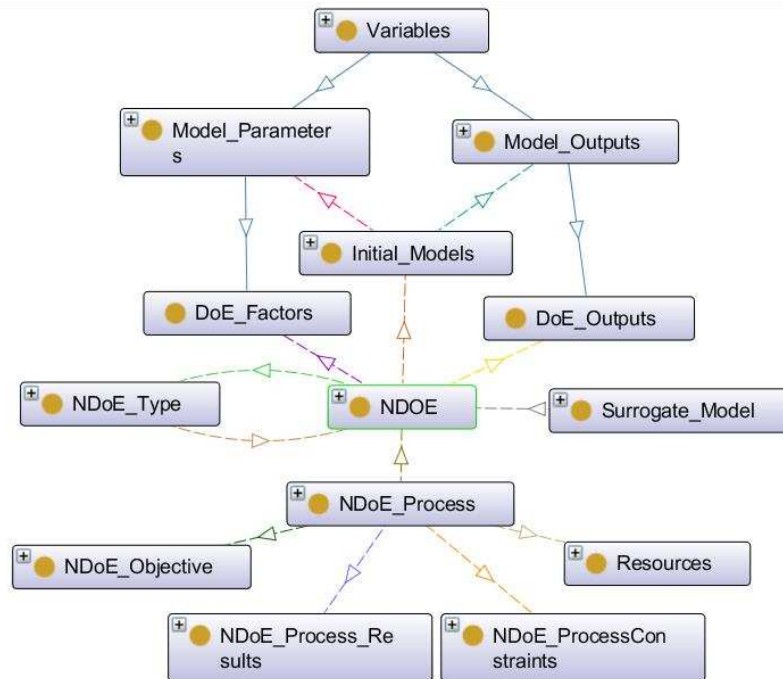 Variables
Model_Parameter
s
Model_Outputs
Initial_Models
DoE_Factors
DoE_Outputs
NDoE_Type
NDOE
Surrogate_Model
NDoE_Process
NDoE_Objective
Resources
NDoE_Process_Re
sults
NDoE_ProcessCon
straints